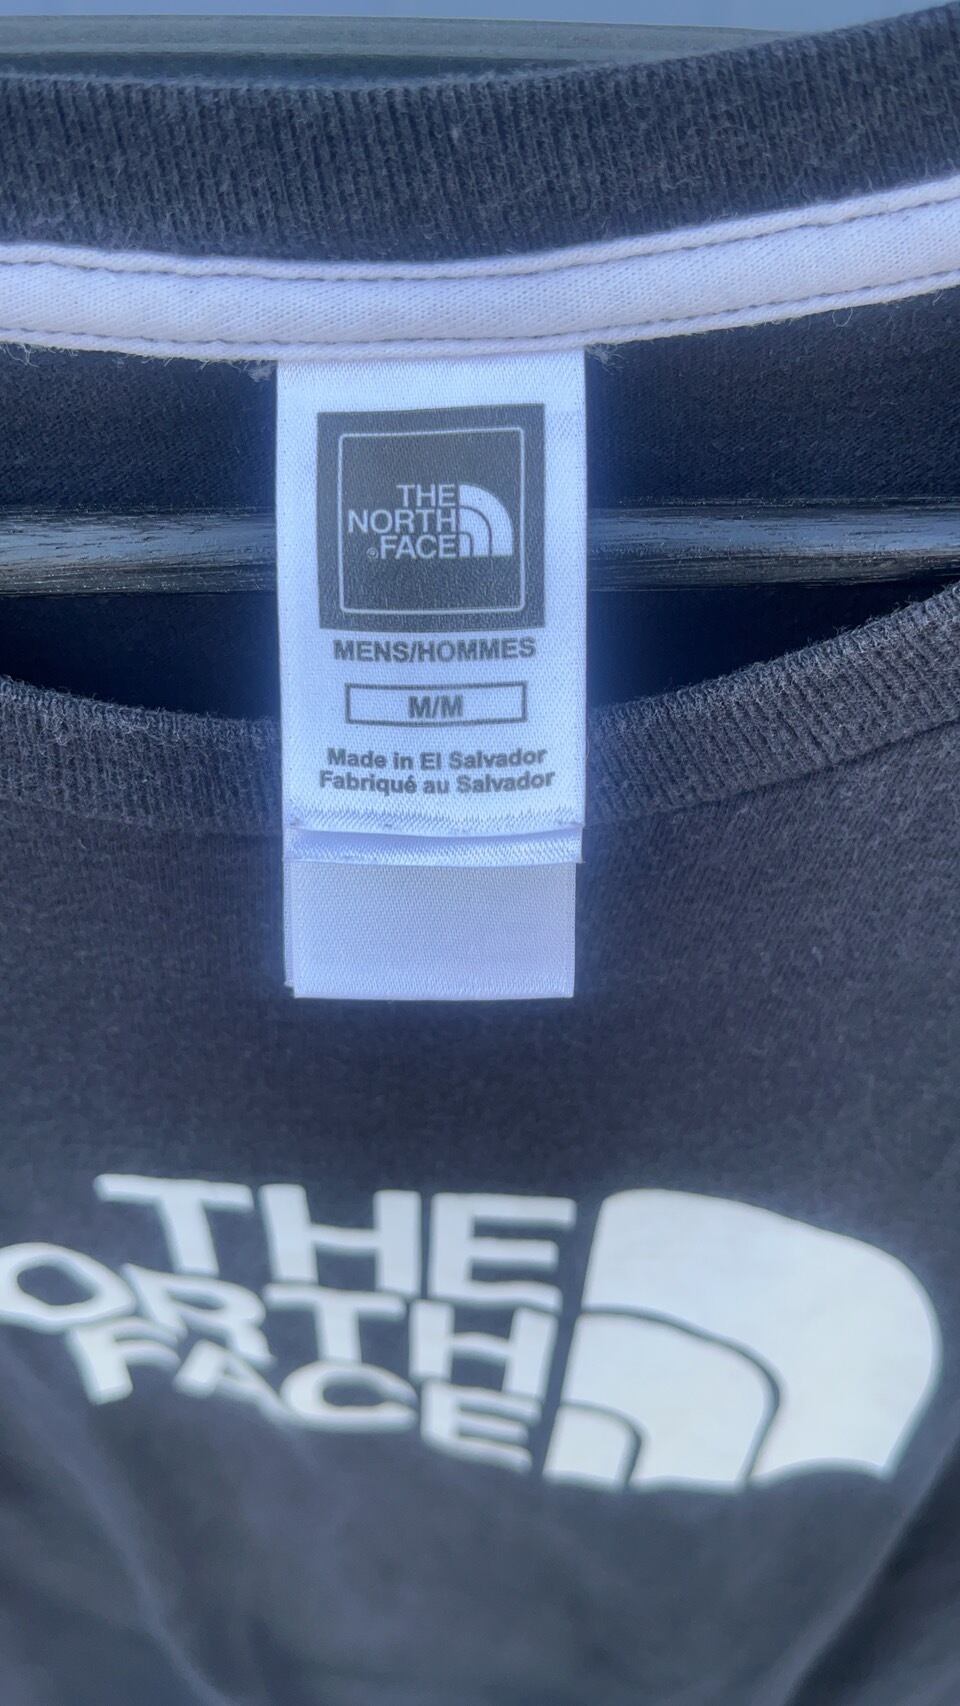 THE
NORTH
®FACE
MENS/HOMMES
M/M
Made in El Salvador
Fabriqué au Salvador
THE
ORTH
FACE